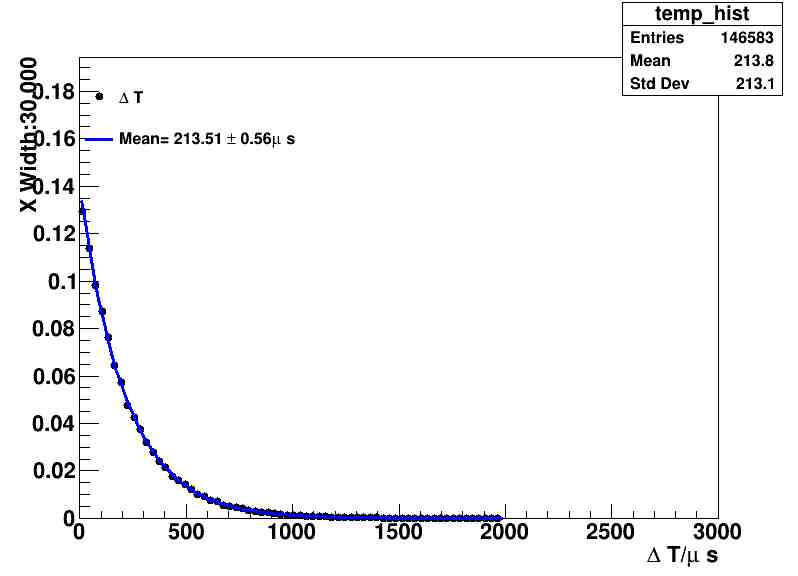 temp_hist
Entries 146583
Mean 213.8
Std Dev 213.1
X Width:30.000
0.18
0.16
0.14
0.12
0.1
0.08
0.06
0.04
0.02
0
Δ T
Mean= 213.51 ± 0.56μ s
0 500 1000 1500 2000 2500 3000
Δ T/μ s